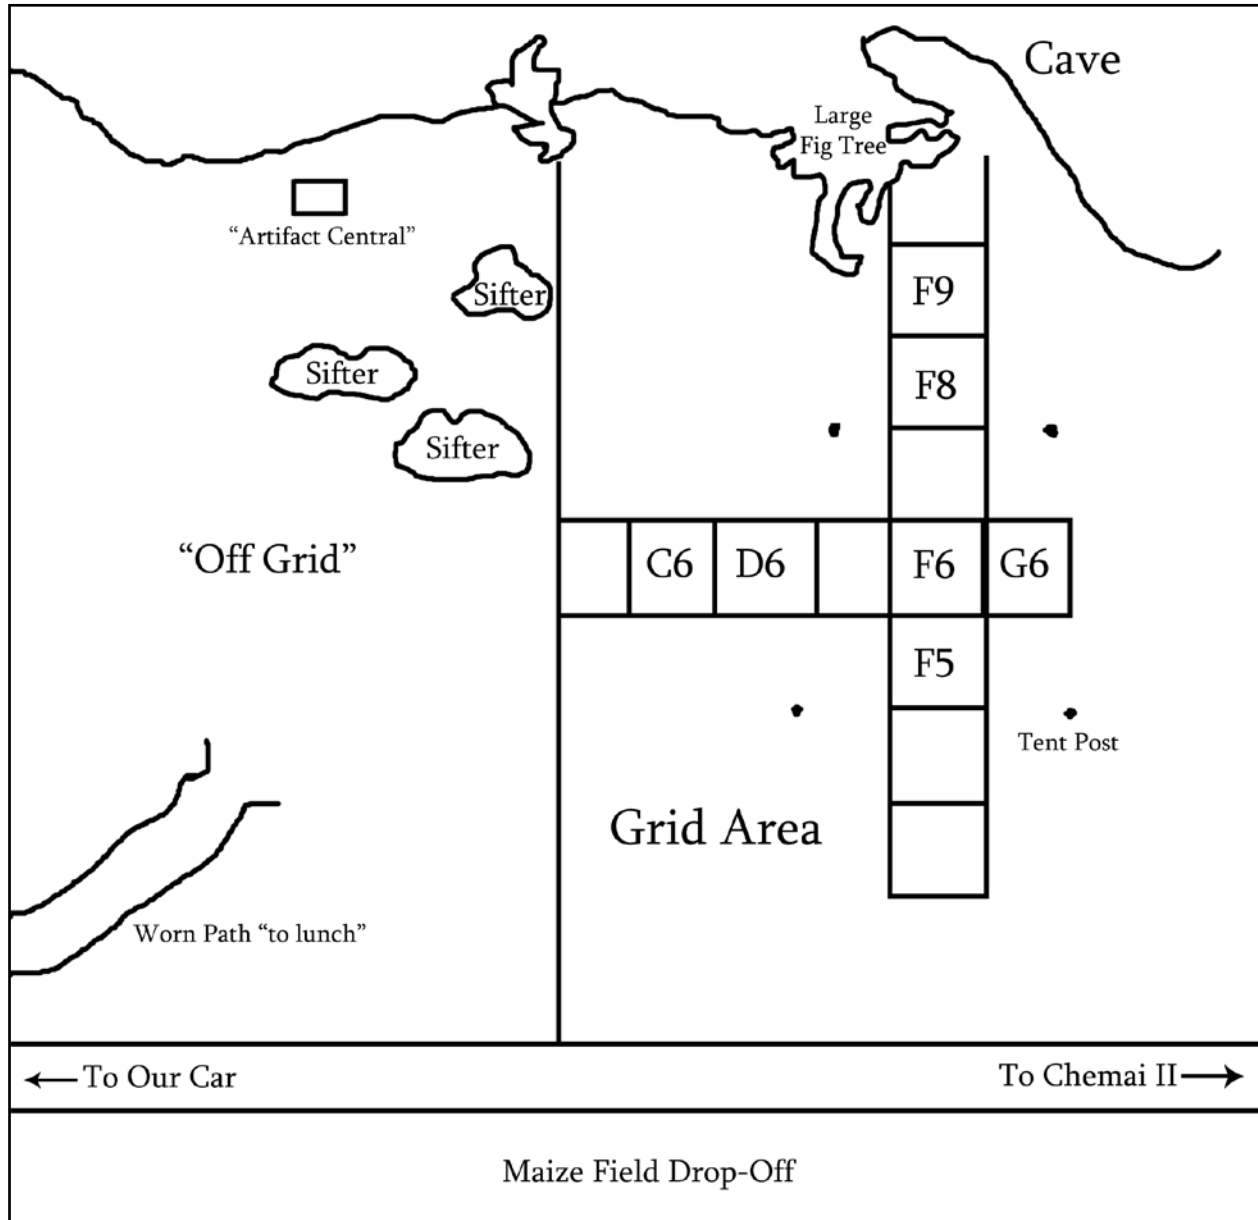 Cave
Large
Fig Tree
“Artifact Central”
Sifter
F9
Sifter
F8
Sifter
“Off Grid”
C6
D6
F6
G6
F5
Tent Post
Grid Area
Worn Path “to lunch”
To Our Car
To Chemai II
Maize Field Drop-Off